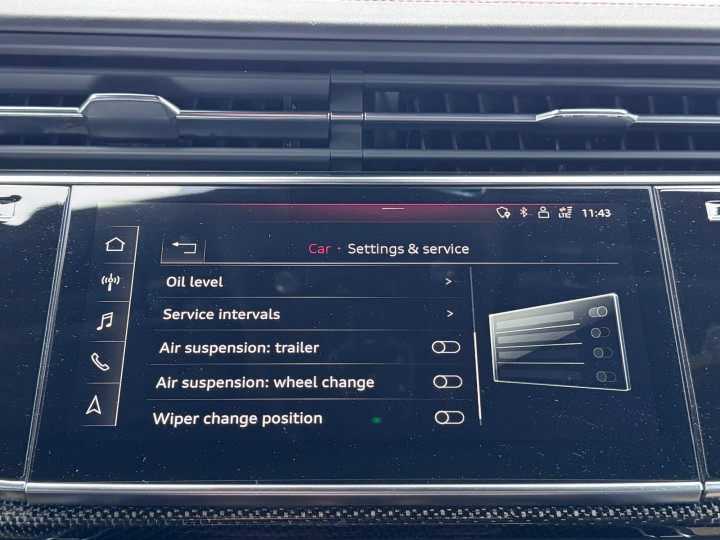 LTE 11:43
Car · Settings & service
Oil level >
Service intervals >
Air suspension: trailer
Air suspension: wheel change
Wiper change position